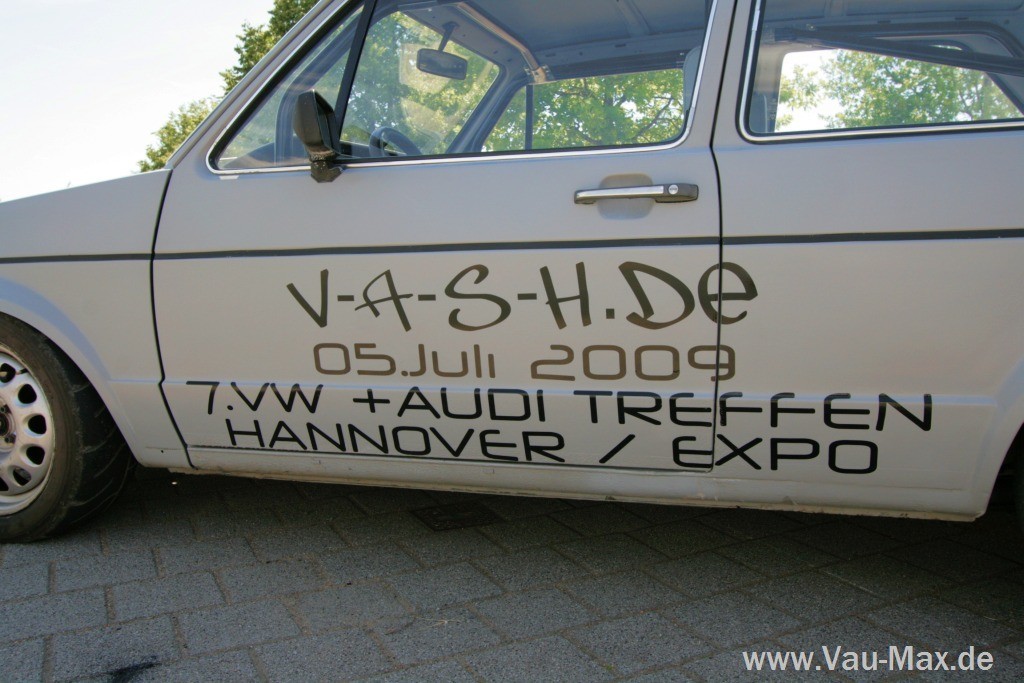 V-A-S-H.De
05.Juli 2009
7.VW +AUDI TREFFEN
HANNOVER / EXPO
www.Vau-Max.de